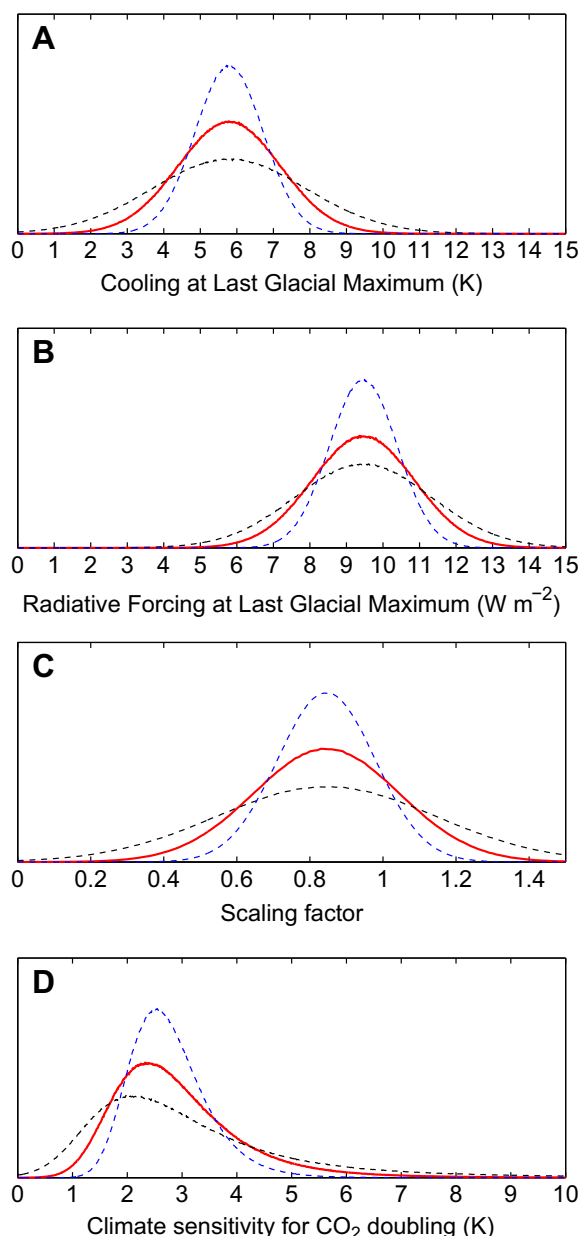 A
0 1 2 3 4 5 6 7 8 9 10 11 12 13 14 15
Cooling at Last Glacial Maximum (K)
B
0 1 2 3 4 5 6 7 8 9 10 11 12 13 14 15
Radiative Forcing at Last Glacial Maximum (W m⁻²)
C
0 0.2 0.4 0.6 0.8 1 1.2 1.4
Scaling factor
D
0 1 2 3 4 5 6 7 8 9 10
Climate sensitivity for CO₂ doubling (K)